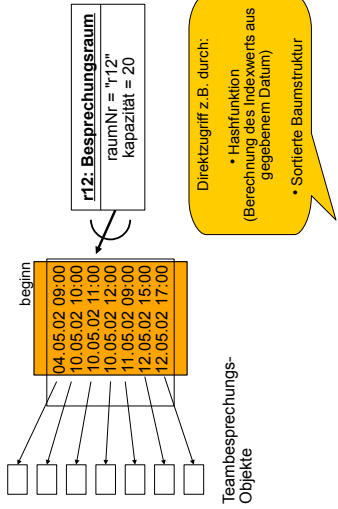 beginn
04.05.02 09:00
10.05.02 10:00
10.05.02 11:00
10.05.02 12:00
11.05.02 09:00
12.05.02 15:00
12.05.02 17:00
Teambesprechungs-
Objekte
r12: Besprechungsraum
raumNr = "r12"
kapazität = 20
Direktzugriff z.B. durch:
• Hashfunktion
(Berechnung des Indexwerts aus
gegebenem Datum)
• Sortierte Baumstruktur